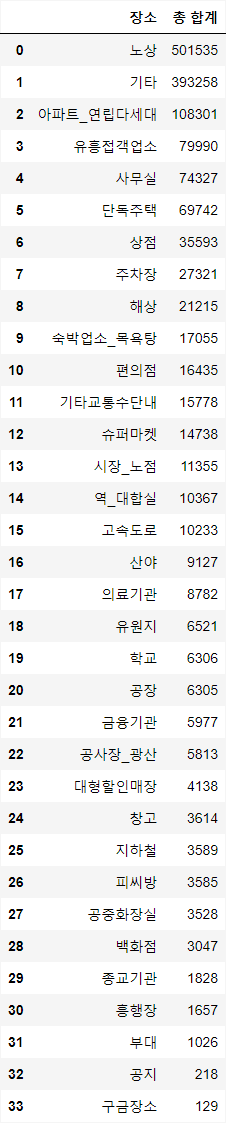 장소 총 합계
0 노상 501535
1 기타 393258
2 아파트_연립다세대 108301
3 유흥접객업소 79990
4 사무실 74327
5 단독주택 69742
6 상점 35593
7 주차장 27321
8 해상 21215
9 숙박업소_목욕탕 17055
10 편의점 16435
11 기타교통수단내 15778
12 슈퍼마켓 14738
13 시장_노점 11355
14 역_대합실 10367
15 고속도로 10233
16 산야 9127
17 의료기관 8782
18 유원지 6521
19 학교 6306
20 공장 6305
21 금융기관 5977
22 공사장_광산 5813
23 대형할인매장 4138
24 창고 3614
25 지하철 3589
26 피씨방 3585
27 공중화장실 3528
28 백화점 3047
29 종교기관 1828
30 흥행장 1657
31 부대 1026
32 공지 218
33 구금장소 129